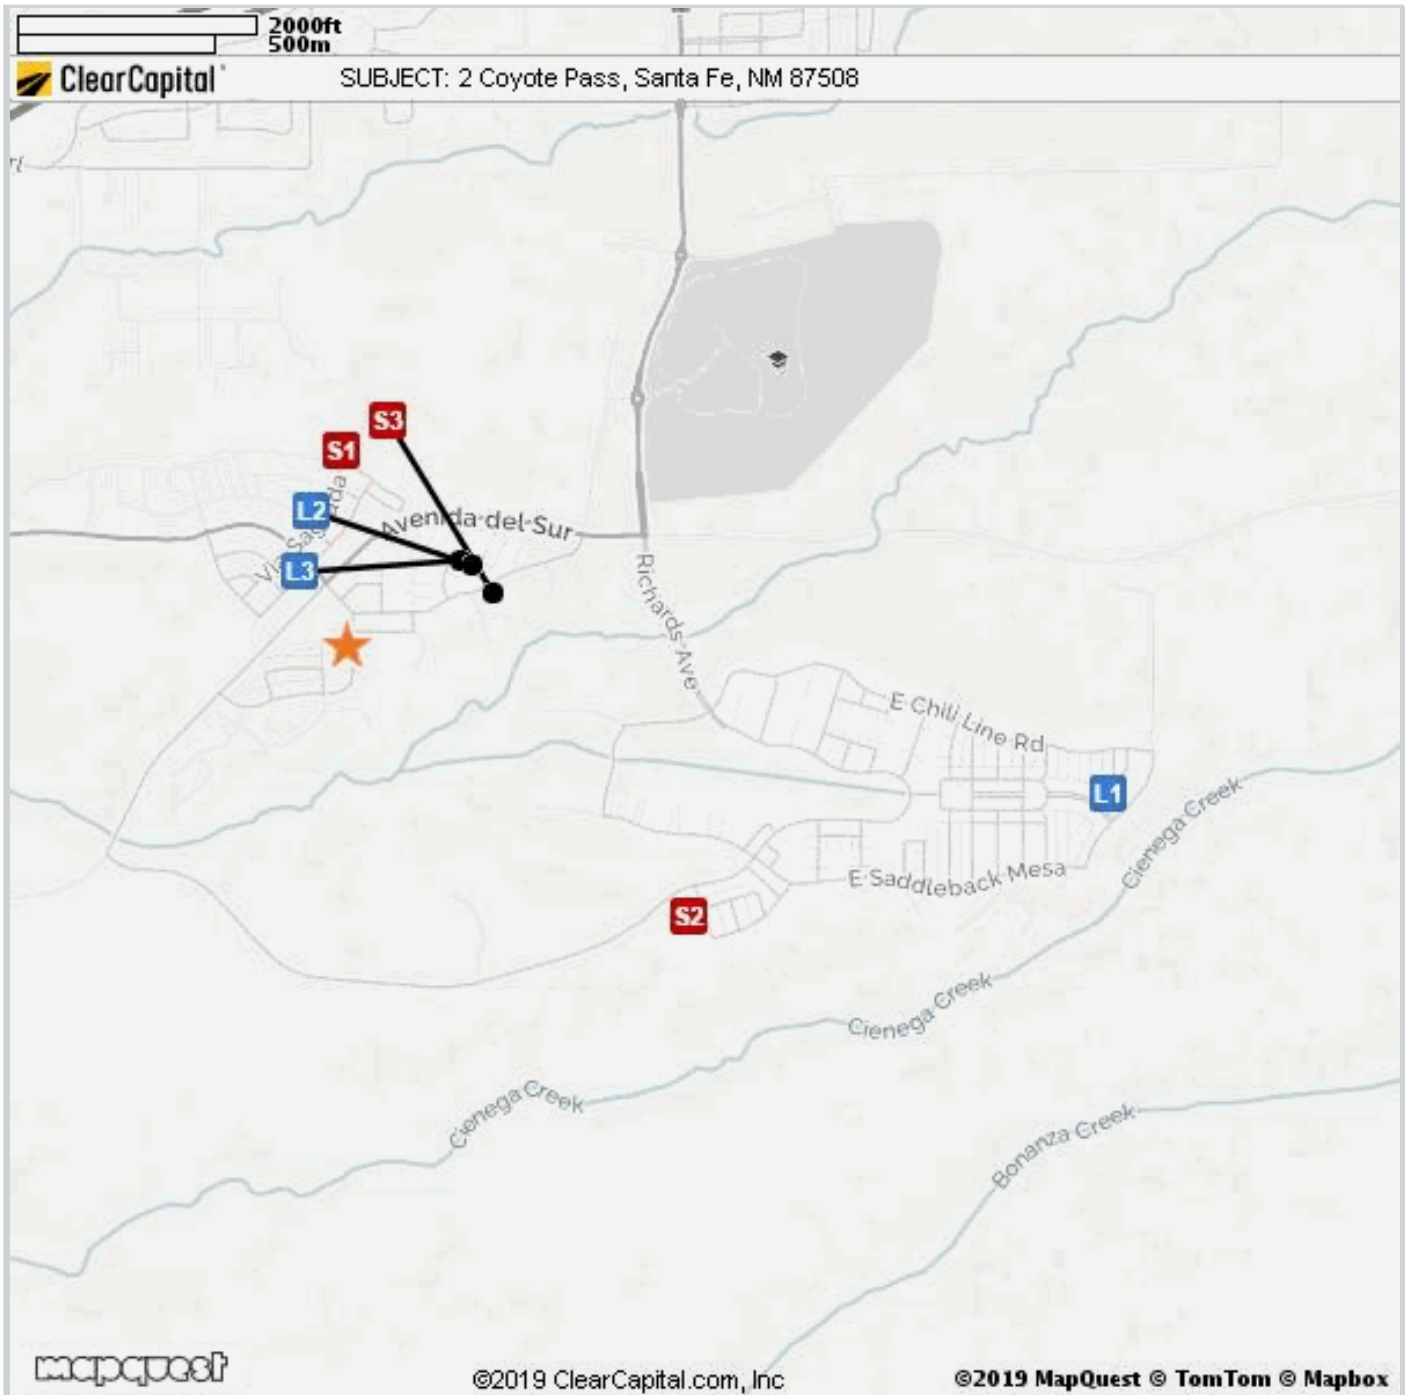 2000ft
500m
ClearCapital
SUBJECT: 2 Coyote Pass, Santa Fe, NM 87508
S3
S1
L2
Avenida del Sur
L3
Richards Ave
E Chili Line Rd
L1
Cienega Creek
E Saddleback Mesa
S2
Cienega Creek
Cienega Creek
Bonanza Creek
mapquest
©2019 ClearCapital.com, Inc
©2019 MapQuest © TomTom © Mapbox